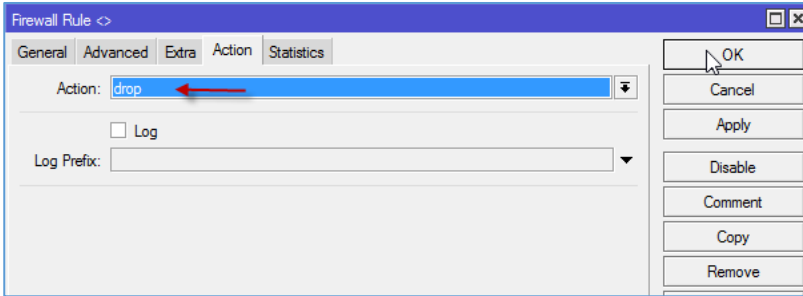 Firewall Rule <>
General Advanced Extra Action Statistics
Action: drop
Log
Log Prefix:
OK
Cancel
Apply
Disable
Comment
Copy
Remove